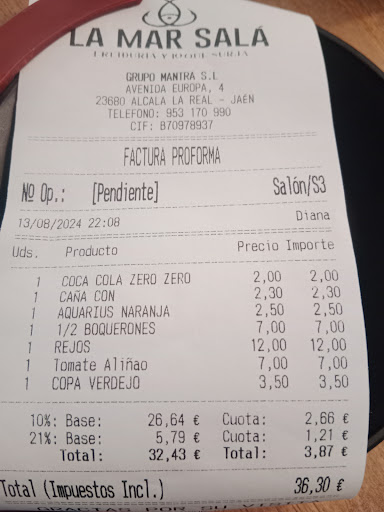 LA MAR SALÁ
GRUPO MANTRA S.L
AVENIDA EUROPA, 4
23680 ALCALA LA REAL - JAEN
TELEFONO: 953 170 990
CIF: B70978937
FACTURA PROFORMA
Nº Op.: [Pendiente] Salón/S3
13/08/2024 22:08 Diana
Uds. Producto Precio Importe
1 COCA COLA ZERO ZERO 2,00 2,00
1 CAÑA CON 2,30 2,30
1 AQUARIUS NARANJA 2,50 2,50
1 1/2 BOQUERONES 7,00 7,00
1 REJOS 12,00 12,00
1 Tomate Aliñao 7,00 7,00
1 COPA VERDEJO 3,50 3,50
10%: Base: 26,64 € Cuota: 2,66 €
21%: Base: 5,79 € Cuota: 1,21 €
Total: 32,43 € Total: 3,87 €
Total (Impuestos Incl.) 36,30 €
GRACIAS POR SU